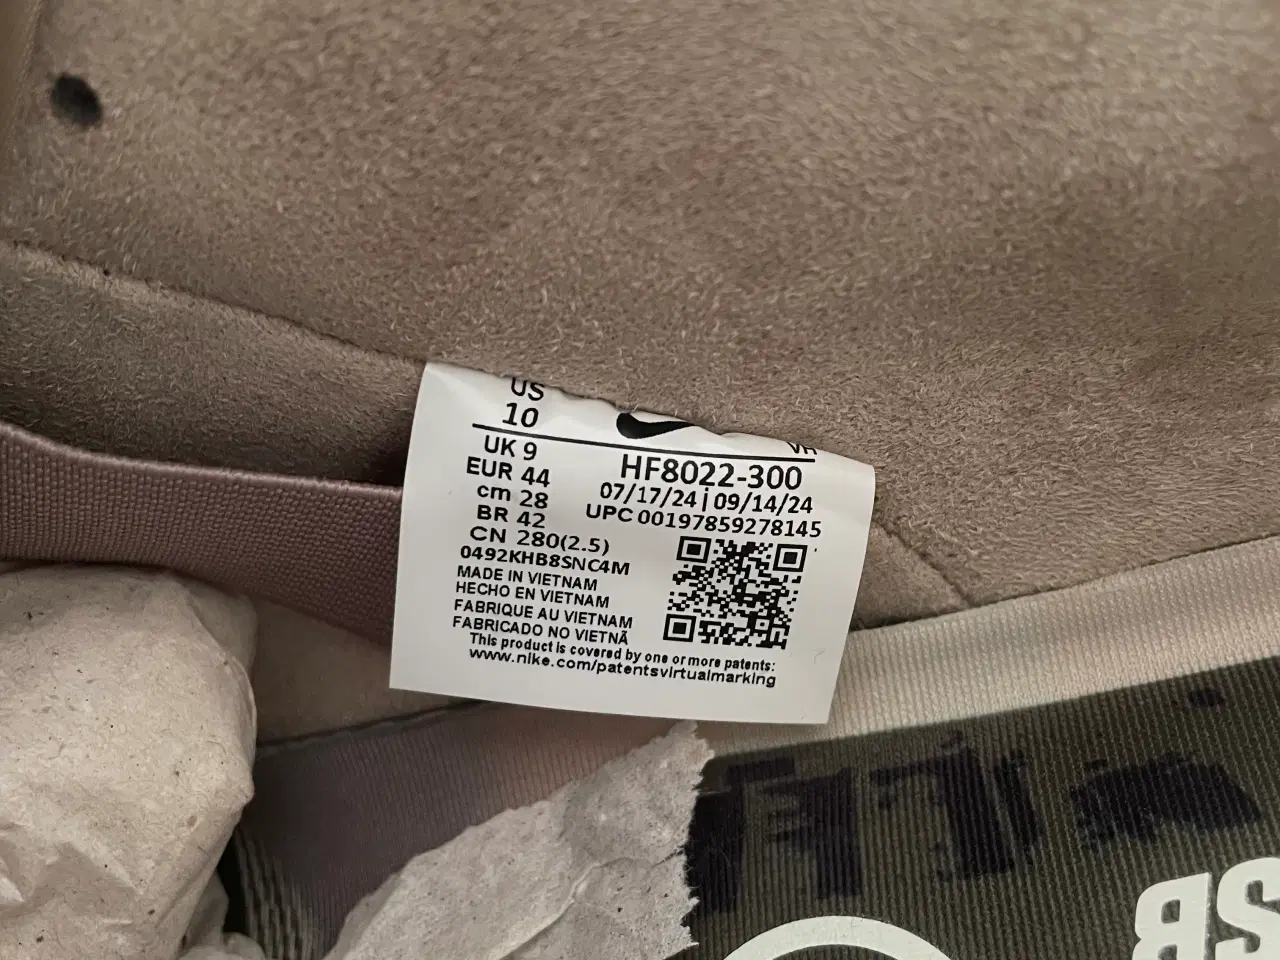 US
10
VH
UK 9
EUR 44
cm 28
BR 42
CN 280(2.5)
0492KHB8SNC4M
HF8022-300
07/17/24 | 09/14/24
UPC 00197859278145
MADE IN VIETNAM
HECHO EN VIETNAM
FABRIQUE AU VIETNAM
FABRICADO NO VIETNÃ
This product is covered by one or more patents:
www.nike.com/patentsvirtualmarking
SB